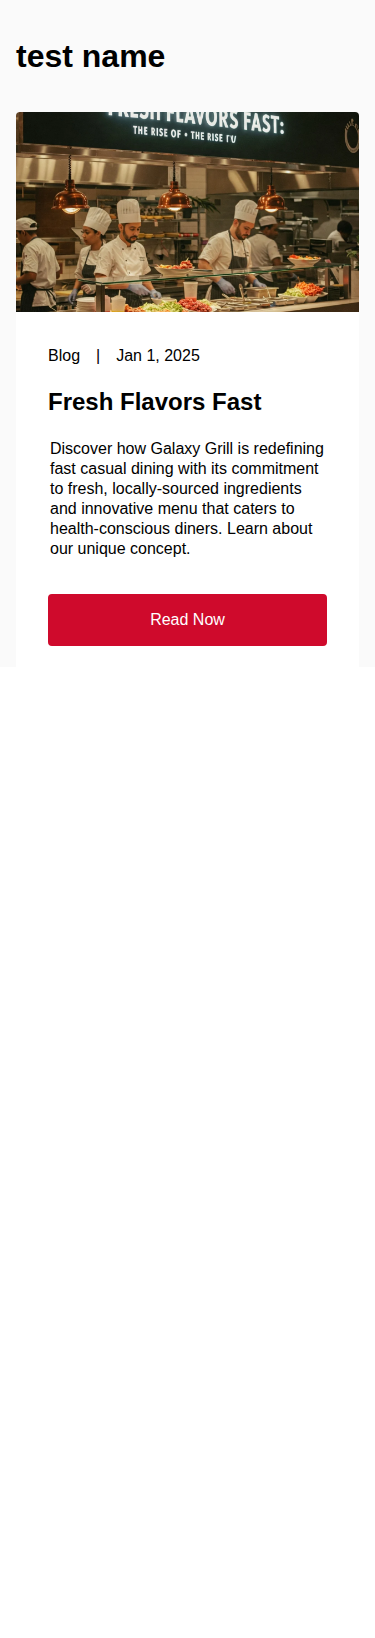 test name
FRESH FLAVORS FAST:
THE RISE OF • THE RISE
Blog | Jan 1, 2025
Fresh Flavors Fast
Discover how Galaxy Grill is redefining
fast casual dining with its commitment
to fresh, locally-sourced ingredients
and innovative menu that caters to
health-conscious diners. Learn about
our unique concept.
Read Now